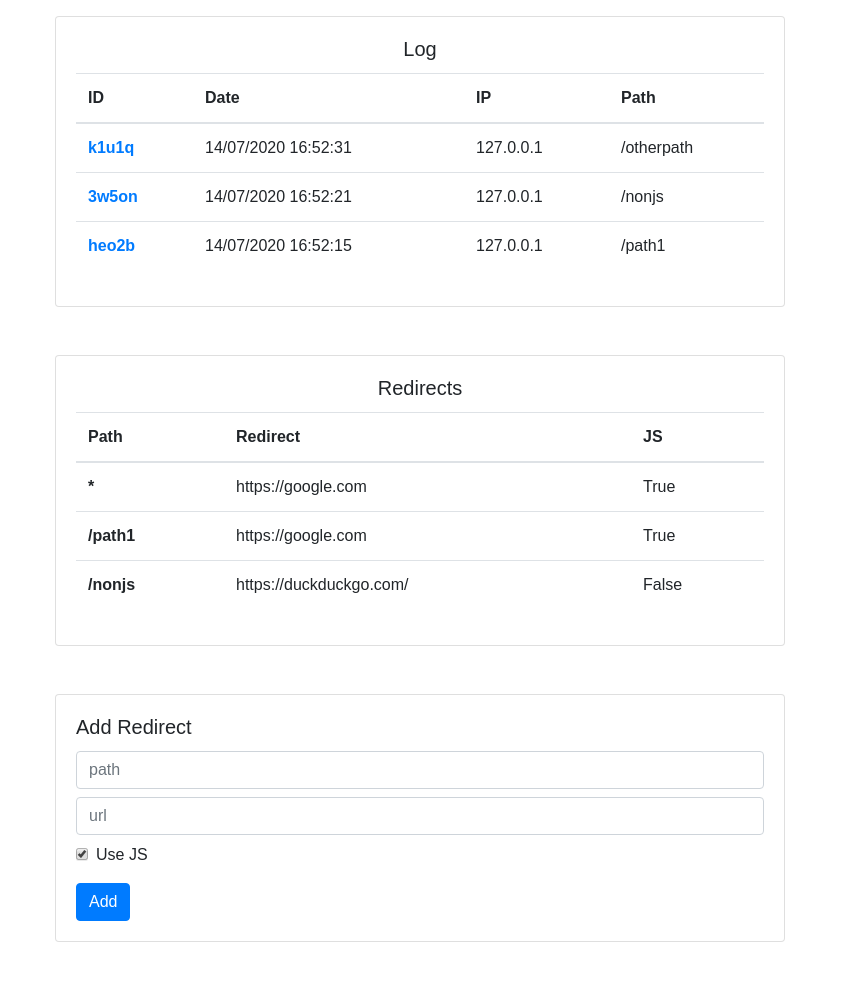 Log
ID Date IP Path
k1u1q 14/07/2020 16:52:31 127.0.0.1 /otherpath
3w5on 14/07/2020 16:52:21 127.0.0.1 /nonjs
heo2b 14/07/2020 16:52:15 127.0.0.1 /path1
Redirects
Path Redirect JS
* https://google.com True
/path1 https://google.com True
/nonjs https://duckduckgo.com/ False
Add Redirect
path
url
Use JS
Add